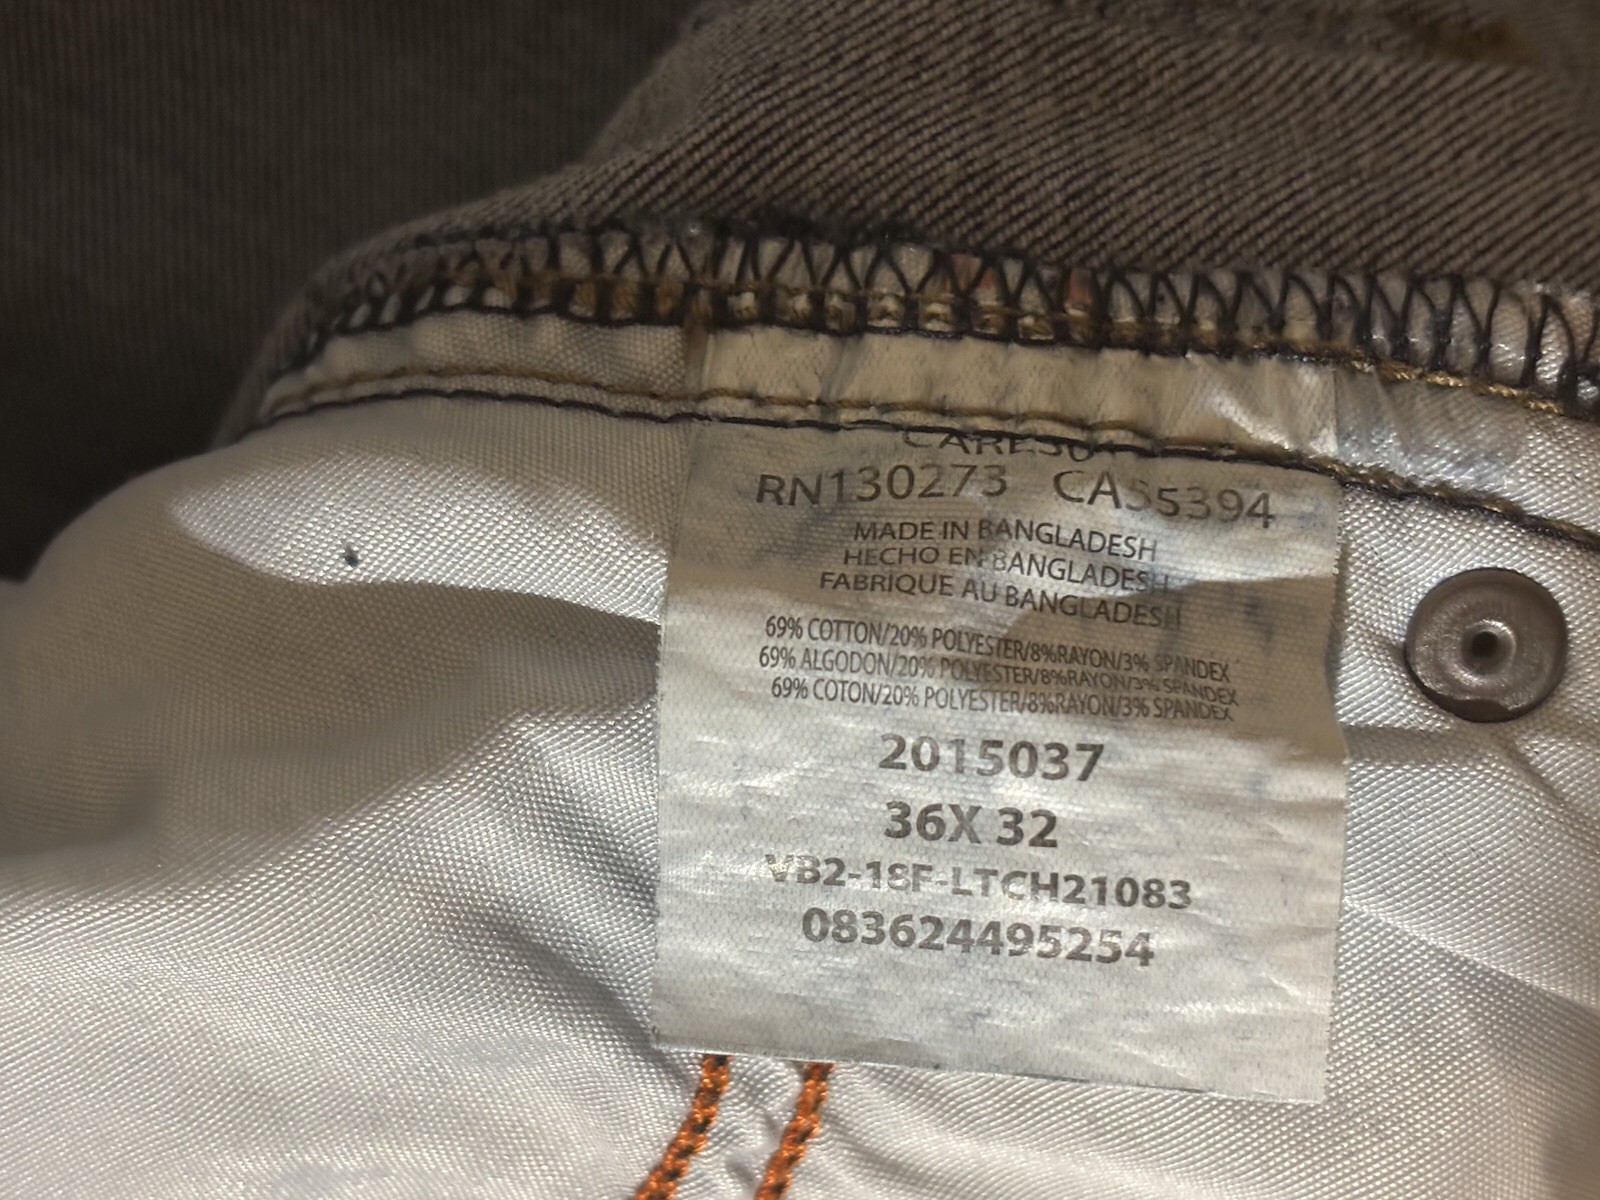 RN130273 CA55394
MADE IN BANGLADESH
HECHO EN BANGLADESH
FABRIQUE AU BANGLADESH
69% COTTON/20% POLYESTER/8%RAYON/3% SPANDEX
69% ALGODON/20% POLYESTER/8%RAYON/3% SPANDEX
69% COTON/20% POLYESTER/8%RAYON/3% SPANDEX
2015037
36X 32
VB2-18F-LTCH21083
083624495254